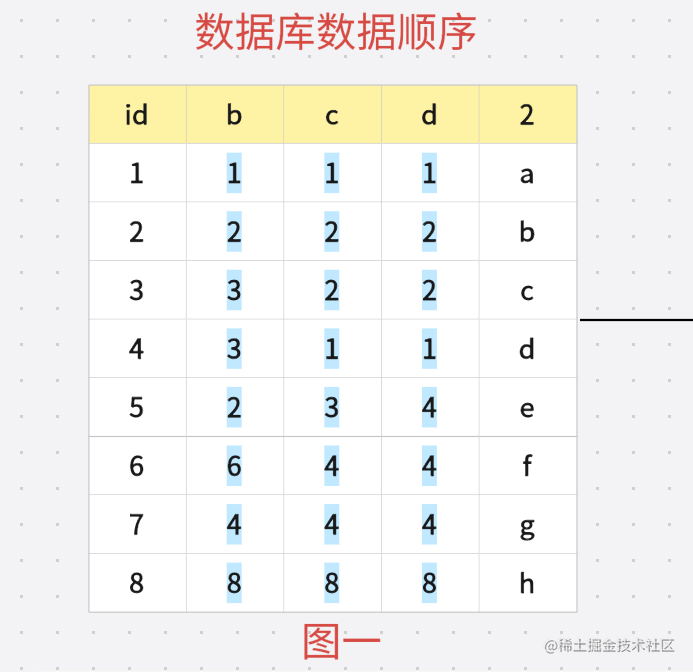 数据库数据顺序
id b c d 2
1 1 1 1 a
2 2 2 2 b
3 3 2 2 c
4 3 1 1 d
5 2 3 4 e
6 6 4 4 f
7 4 4 4 g
8 8 8 8 h
图一
@稀土掘金技术社区